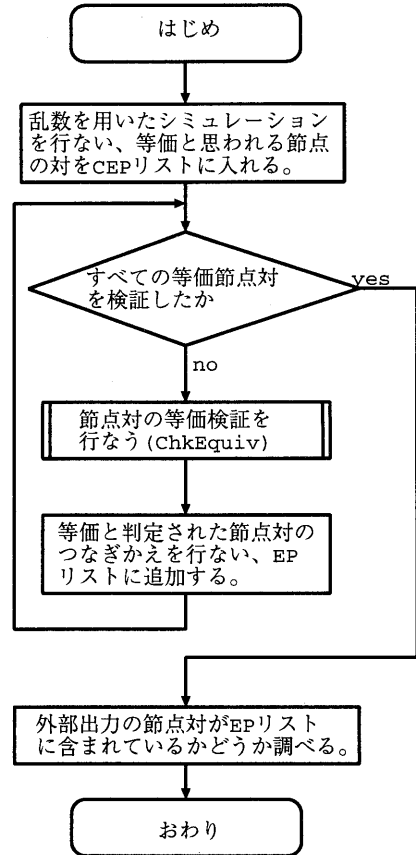 はじめ
乱数を用いたシミュレーション
を行ない、等価と思われる節点
の対をCEPリストに入れる。
すべての等価節点対
を検証したか
yes
no
節点対の等価検証を
行なう(ChkEquiv)
等価と判定された節点対の
つなぎかえを行ない、EP
リストに追加する。
外部出力の節点対がEPリスト
に含まれているかどうか調べる。
おわり